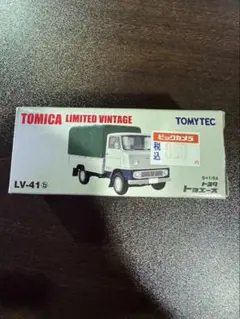 TOMICA LIMITED VINTAGE
TOMYTEC
ビックカメラ
税込
LV-41b
S=1/64
トヨタ
トヨエース